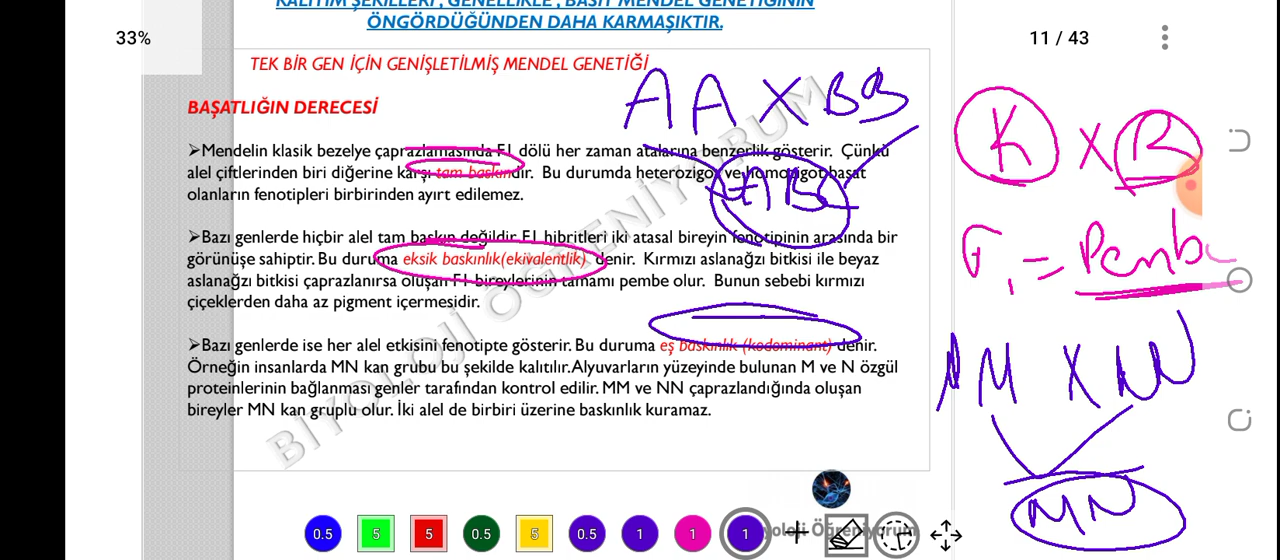 KALITIM ŞEKİLLERİ , GENELLİKLE , BASİT MENDEL GENETİĞİNİN
ÖNGÖRDÜĞÜNDEN DAHA KARMAŞIKTIR.
33%
11 / 43
TEK BİR GEN İÇİN GENİŞLETİLMİŞ MENDEL GENETİĞİ
AA X BB
BAŞATLIĞIN DERECESİ
K X B
➢Mendelin klasik bezelye çaprazlamasında F1 dölü her zaman atalarına benzerlik gösterir. Çünkü
alel çiftlerinden biri diğerine karşı tam baskındır. Bu durumda heterozigot ve homozigot başat
olanların fenotipleri birbirinden ayırt edilemez.
AB
➢Bazı genlerde hiçbir alel tam baskın değildir.F1 hibritleri iki atasal bireyin fenotipinin arasında bir
görünüşe sahiptir. Bu duruma eksik baskınlık(ekivalentlik) denir. Kırmızı aslanağzı bitkisi ile beyaz
aslanağzı bitkisi çaprazlanırsa oluşan F1 bireylerinin tamamı pembe olur. Bunun sebebi kırmızı
çiçeklerden daha az pigment içermesidir.
F1 = Pembe
➢Bazı genlerde ise her alel etkisini fenotipte gösterir. Bu duruma eş baskınlık (kodominant) denir.
Örneğin insanlarda MN kan grubu bu şekilde kalıtılır.Alyuvarların yüzeyinde bulunan M ve N özgül
proteinlerinin bağlanması genler tarafından kontrol edilir. MM ve NN çaprazlandığında oluşan
bireyler MN kan gruplu olur. İki alel de birbiri üzerine baskınlık kuramaz.
MM X NN
MN
BİYOLOJİ ÖĞRENİYORUM
0.5 5 5 0.5 5 0.5 1 1 1
Öğreniyorum